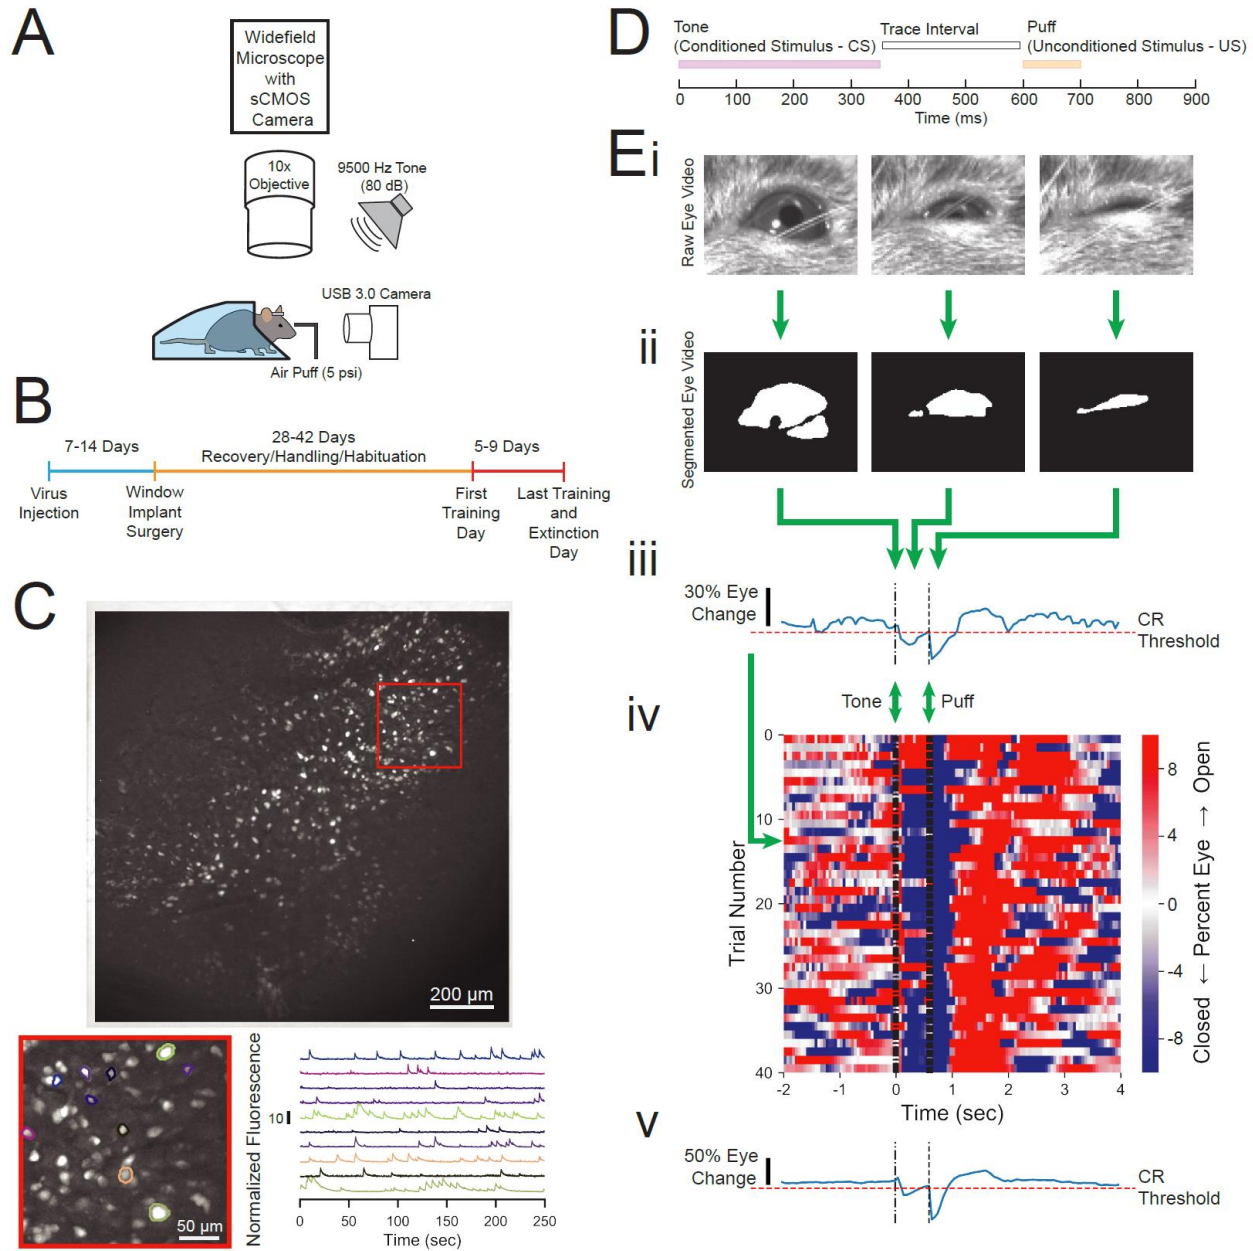 A
Widefield
Microscope
with
sCMOS
Camera
10x
Objective
9500 Hz Tone
(80 dB)
USB 3.0 Camera
Air Puff (5 psi)
B
7-14 Days
28-42 Days
Recovery/Handling/Habituation
5-9 Days
Virus
Injection
Window
Implant
Surgery
First
Training
Day
Last Training
and
Extinction
Day
C
200 µm
50 µm
Normalized Fluorescence
10
0 50 100 150 200 250
Time (sec)
D
Tone
(Conditioned Stimulus - CS)
Trace Interval
Puff
(Unconditioned Stimulus - US)
0 100 200 300 400 500 600 700 800 900
Time (ms)
Ei
Raw Eye Video
ii
Segmented Eye Video
iii
30% Eye
Change
CR
Threshold
Tone
Puff
iv
Trial Number
0
10
20
30
40
-2 -1 0 1 2 3 4
Time (sec)
8
4
0
-4
-8
Closed ← Percent Eye → Open
v
50% Eye
Change
CR
Threshold